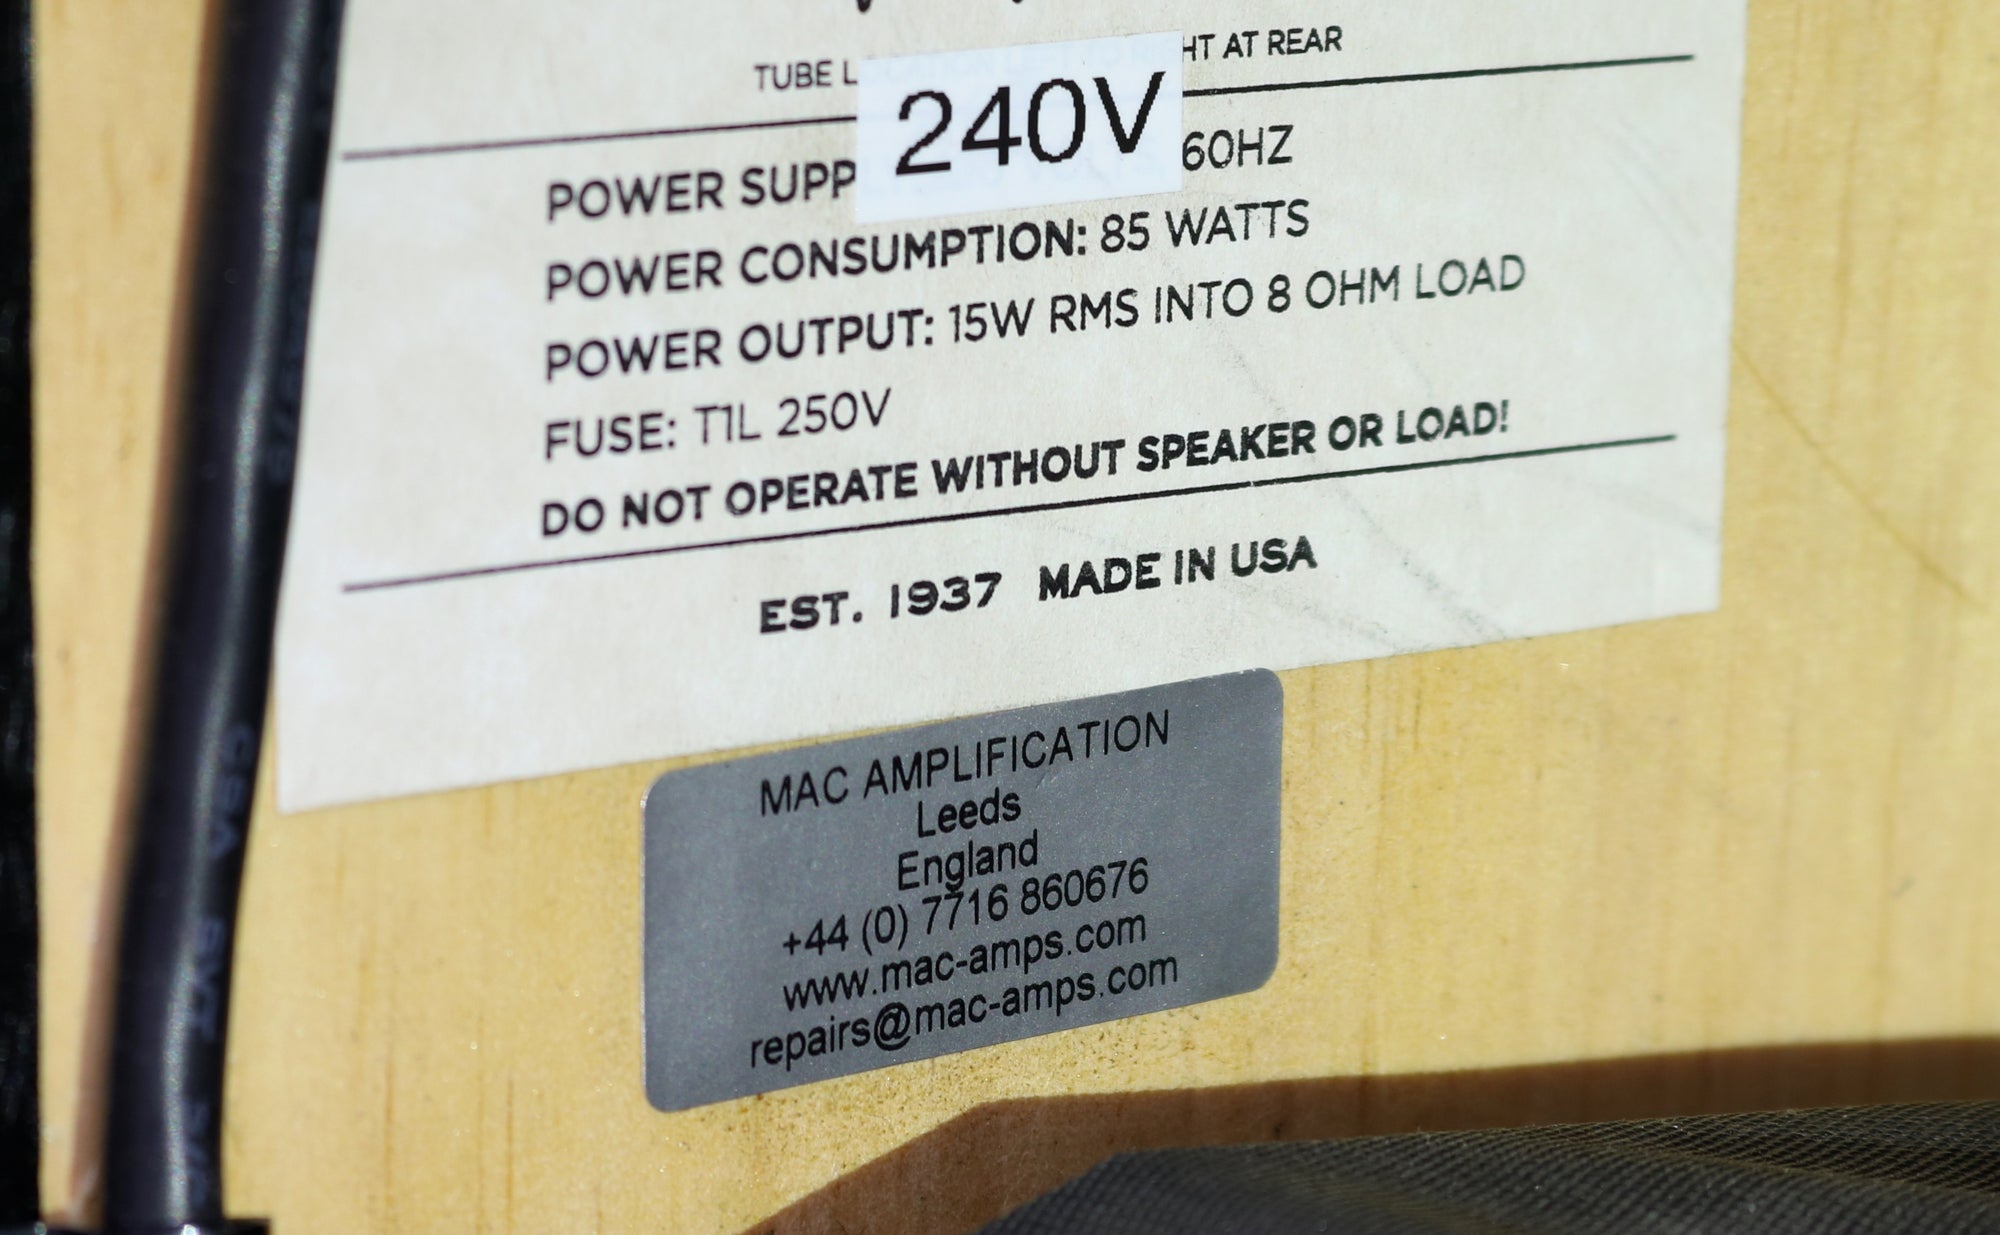 TUBE L HT AT REAR
240V
POWER SUPP 60HZ
POWER CONSUMPTION: 85 WATTS
POWER OUTPUT: 15W RMS INTO 8 OHM LOAD
FUSE: T1L 250V
DO NOT OPERATE WITHOUT SPEAKER OR LOAD!
EST. 1937 MADE IN USA
MAC AMPLIFICATION
Leeds
England
+44 (0) 7716 860676
www.mac-amps.com
repairs@mac-amps.com